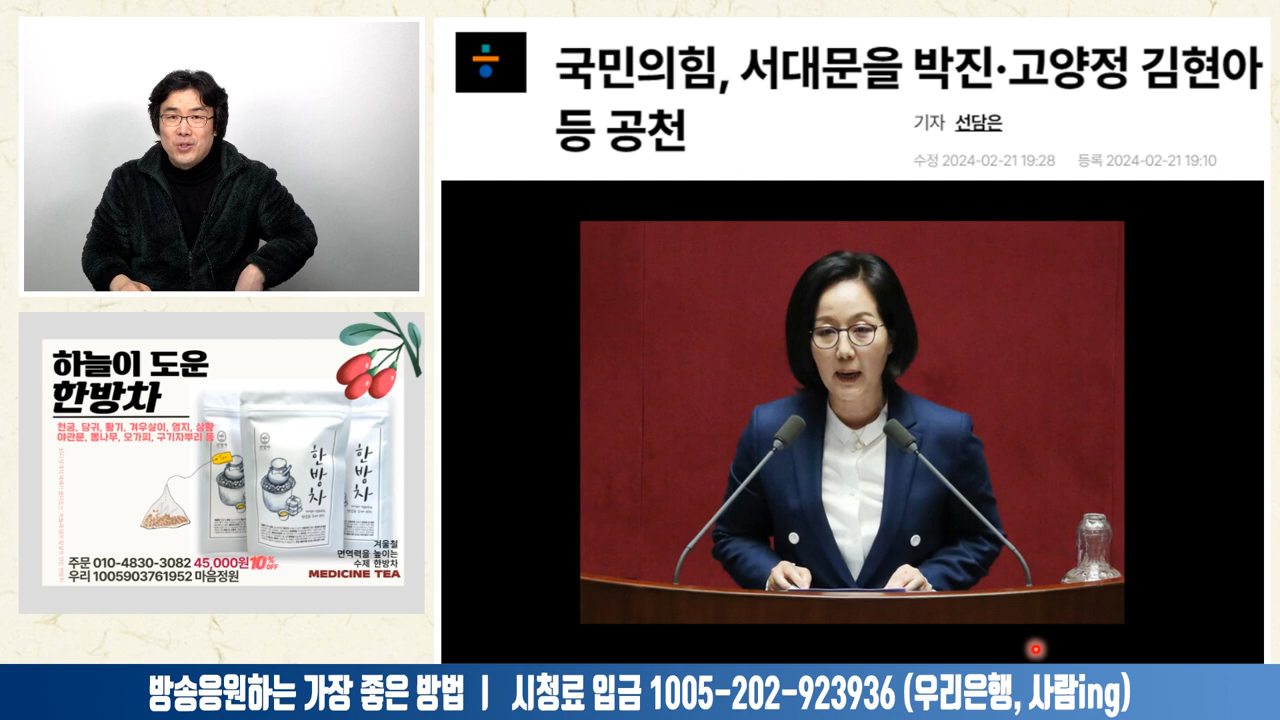 국민의힘, 서대문을 박진·고양정 김현아
등 공천
기자 선담은
수정 2024-02-21 19:28 등록 2024-02-21 19:10
하늘이 도운
한방차
천궁, 당귀, 황기, 겨우살이, 영지, 상황
야관문, 뽕나무, 오가피, 구기자뿌리 등
한방차
한방차
겨울철
면역력을 높이는
수제 한방차
MEDICINE TEA
주문 010-4830-3082 45,000원 10% OFF
우리 1005903761952 마음정원
방송응원하는 가장 좋은 방법 | 시청료 입금 1005-202-923936 (우리은행, 사람ing)